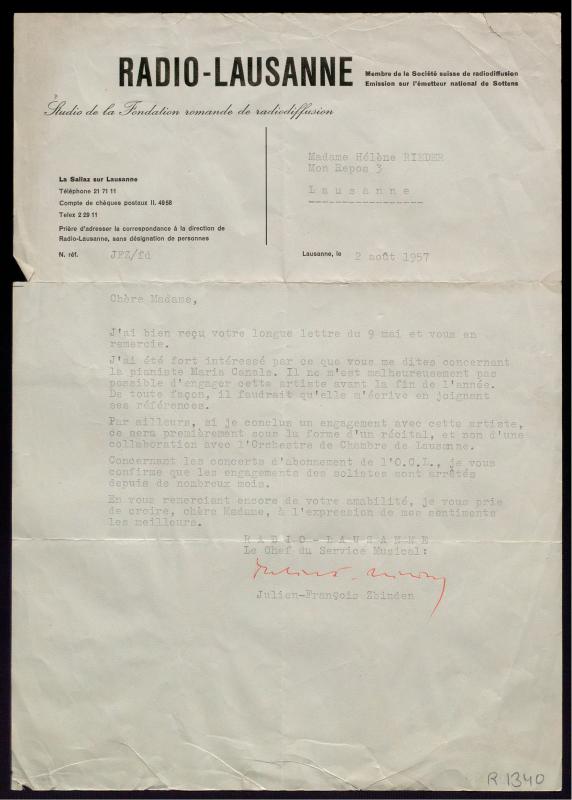 RADIO-LAUSANNE
Membre de la Société suisse de radiodiffusion
Emission sur l'émetteur national de Sottens
Studio de la Fondation romande de radiodiffusion
Madame Hélène RIEDER
Mon Repos 3
Lausanne
La Sallaz sur Lausanne
Téléphone 21 71 11
Compte de chèques postaux II. 4958
Telex 2 29 11
Prière d'adresser la correspondance à la direction de
Radio-Lausanne, sans désignation de personnes
N. réf. JFZ/fd
Lausanne, le 2 août 1957
Chère Madame,
J'ai bien reçu votre longue lettre du 9 mai et vous en
remercie.
J'ai été fort intéressé par ce que vous me dites concernant
la pianiste Maria Canals. Il ne m'est malheureusement pas
possible d'engager cette artiste avant la fin de l'année.
De toute façon, il faudrait qu'elle m'écrive en joignant
ses références.
Par ailleurs, si je conclus un engagement avec cette artiste,
ce sera premièrement sous la forme d'un récital, et non d'une
collaboration avec l'Orchestre de Chambre de Lausanne.
Concernant les concerts d'abonnement de l'O.C.L., je vous
confirme que les engagements des solistes sont arrêtés
depuis de nombreux mois.
En vous remerciant encore de votre amabilité, je vous prie
de croire, chère Madame, à l'expression de mes sentiments
les meilleurs.
RADIO-LAUSANNE
Le Chef du Service Musical:
Julien-François Zbinden
R 1340